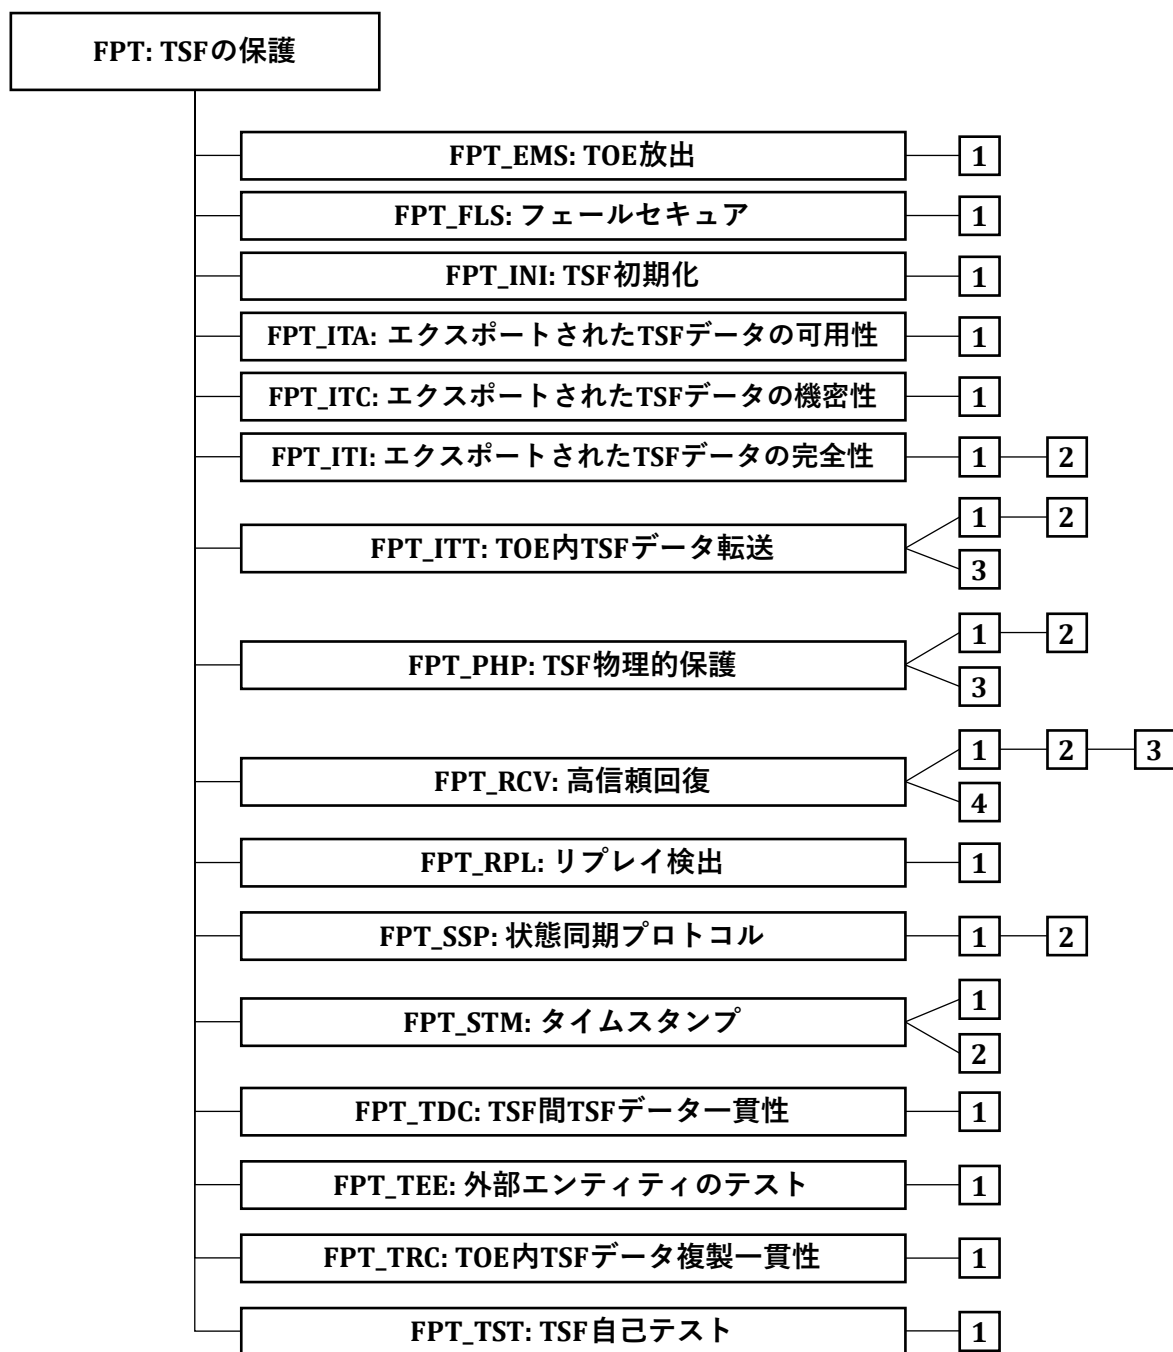 FPT: TSFの保護
FPT_EMS: TOE放出 1
FPT_FLS: フェールセキュア 1
FPT_INI: TSF初期化 1
FPT_ITA: エクスポートされたTSFデータの可用性 1
FPT_ITC: エクスポートされたTSFデータの機密性 1
FPT_ITI: エクスポートされたTSFデータの完全性 1 2
FPT_ITT: TOE内TSFデータ転送 1 2
3
FPT_PHP: TSF物理的保護 1 2
3
FPT_RCV: 高信頼回復 1 2 3
4
FPT_RPL: リプレイ検出 1
FPT_SSP: 状態同期プロトコル 1 2
FPT_STM: タイムスタンプ 1
2
FPT_TDC: TSF間TSFデータ一貫性 1
FPT_TEE: 外部エンティティのテスト 1
FPT_TRC: TOE内TSFデータ複製一貫性 1
FPT_TST: TSF自己テスト 1